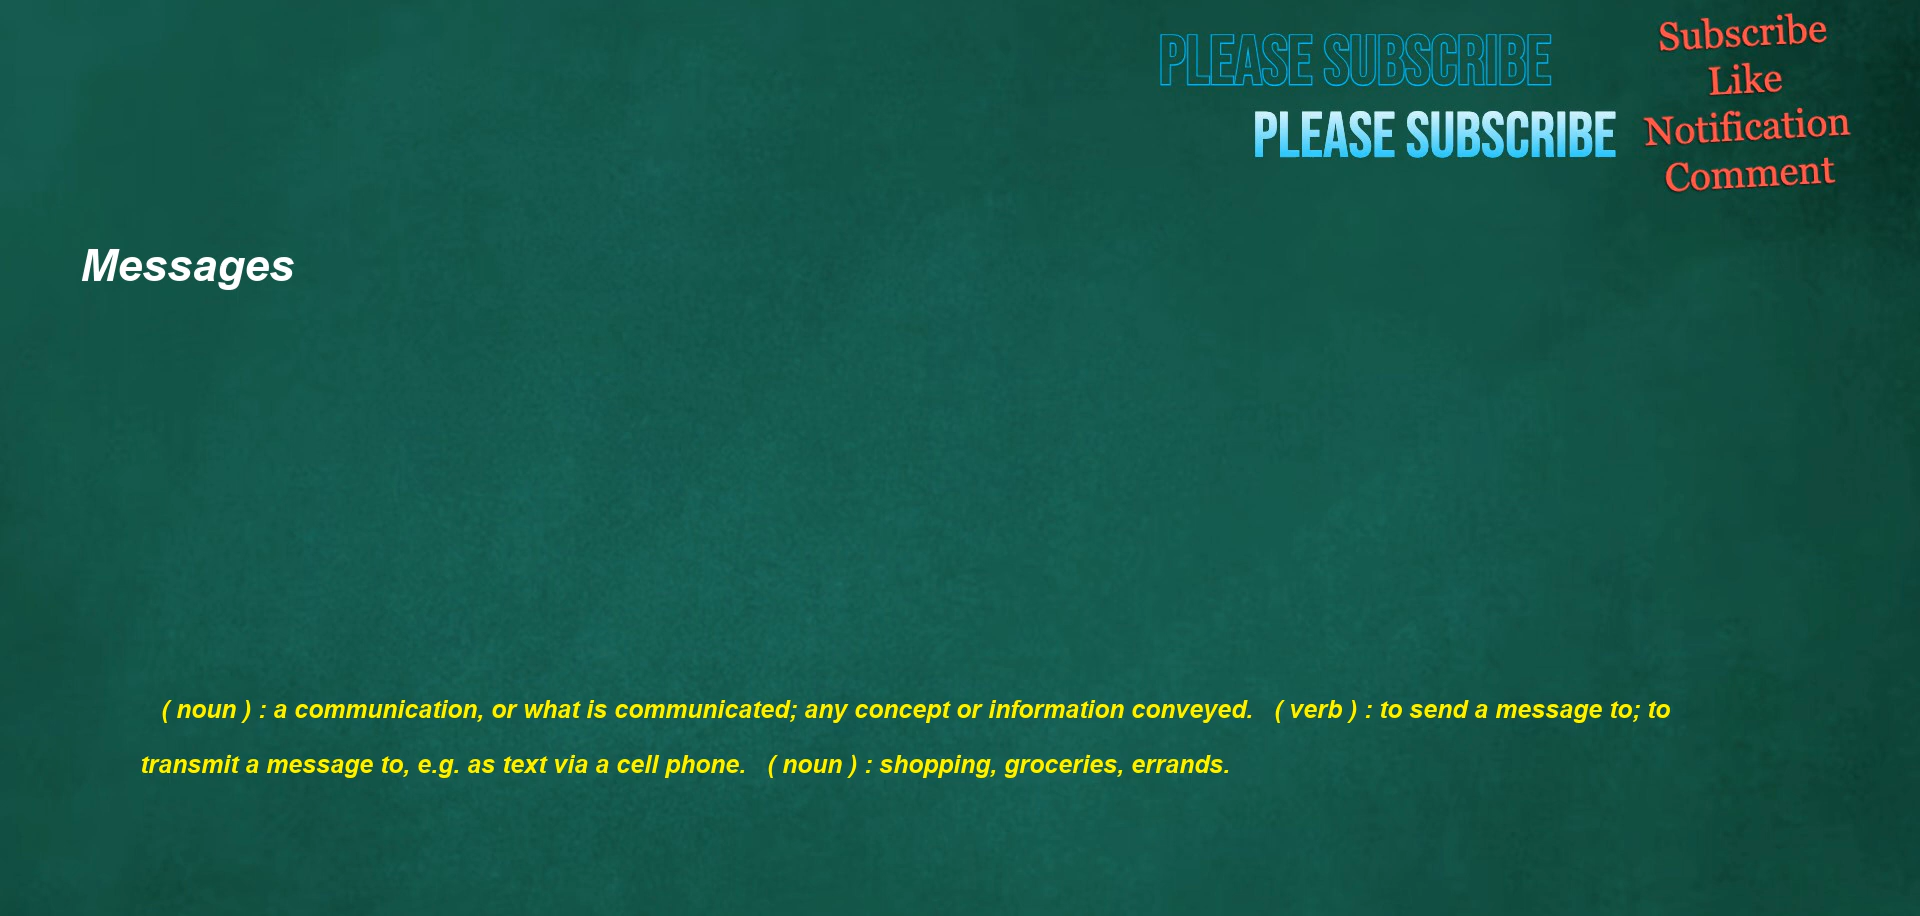 PLEASE SUBSCRIBE
PLEASE SUBSCRIBE
Subscribe
Like
Notification
Comment
Messages
( noun ) : a communication, or what is communicated; any concept or information conveyed. ( verb ) : to send a message to; to
transmit a message to, e.g. as text via a cell phone. ( noun ) : shopping, groceries, errands.